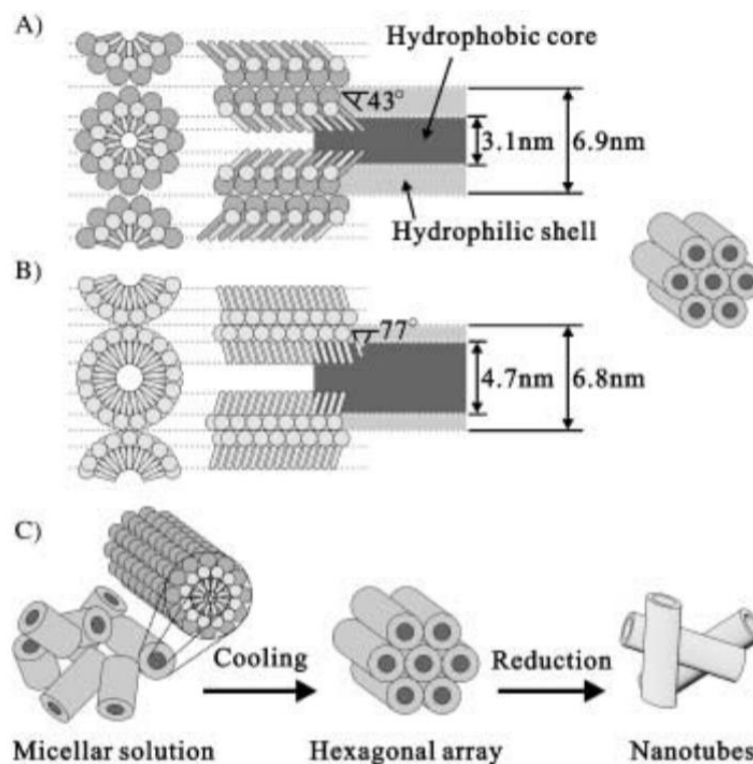 A)
Hydrophobic core
43°
3.1nm
6.9nm
Hydrophilic shell
B)
77°
4.7nm
6.8nm
C)
Cooling
Reduction
Micellar solution
Hexagonal array
Nanotubes